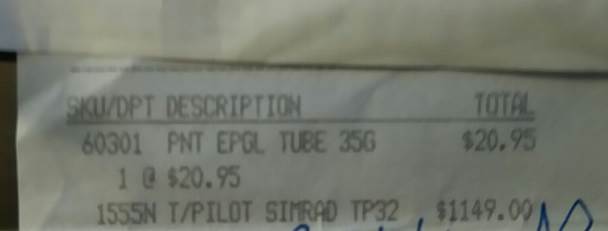 SKU/DPT DESCRIPTION TOTAL
60301 PNT EPGL TUBE 35G $20.95
1 @ $20.95
1555N T/PILOT SIMRAD TP32 $1149.00